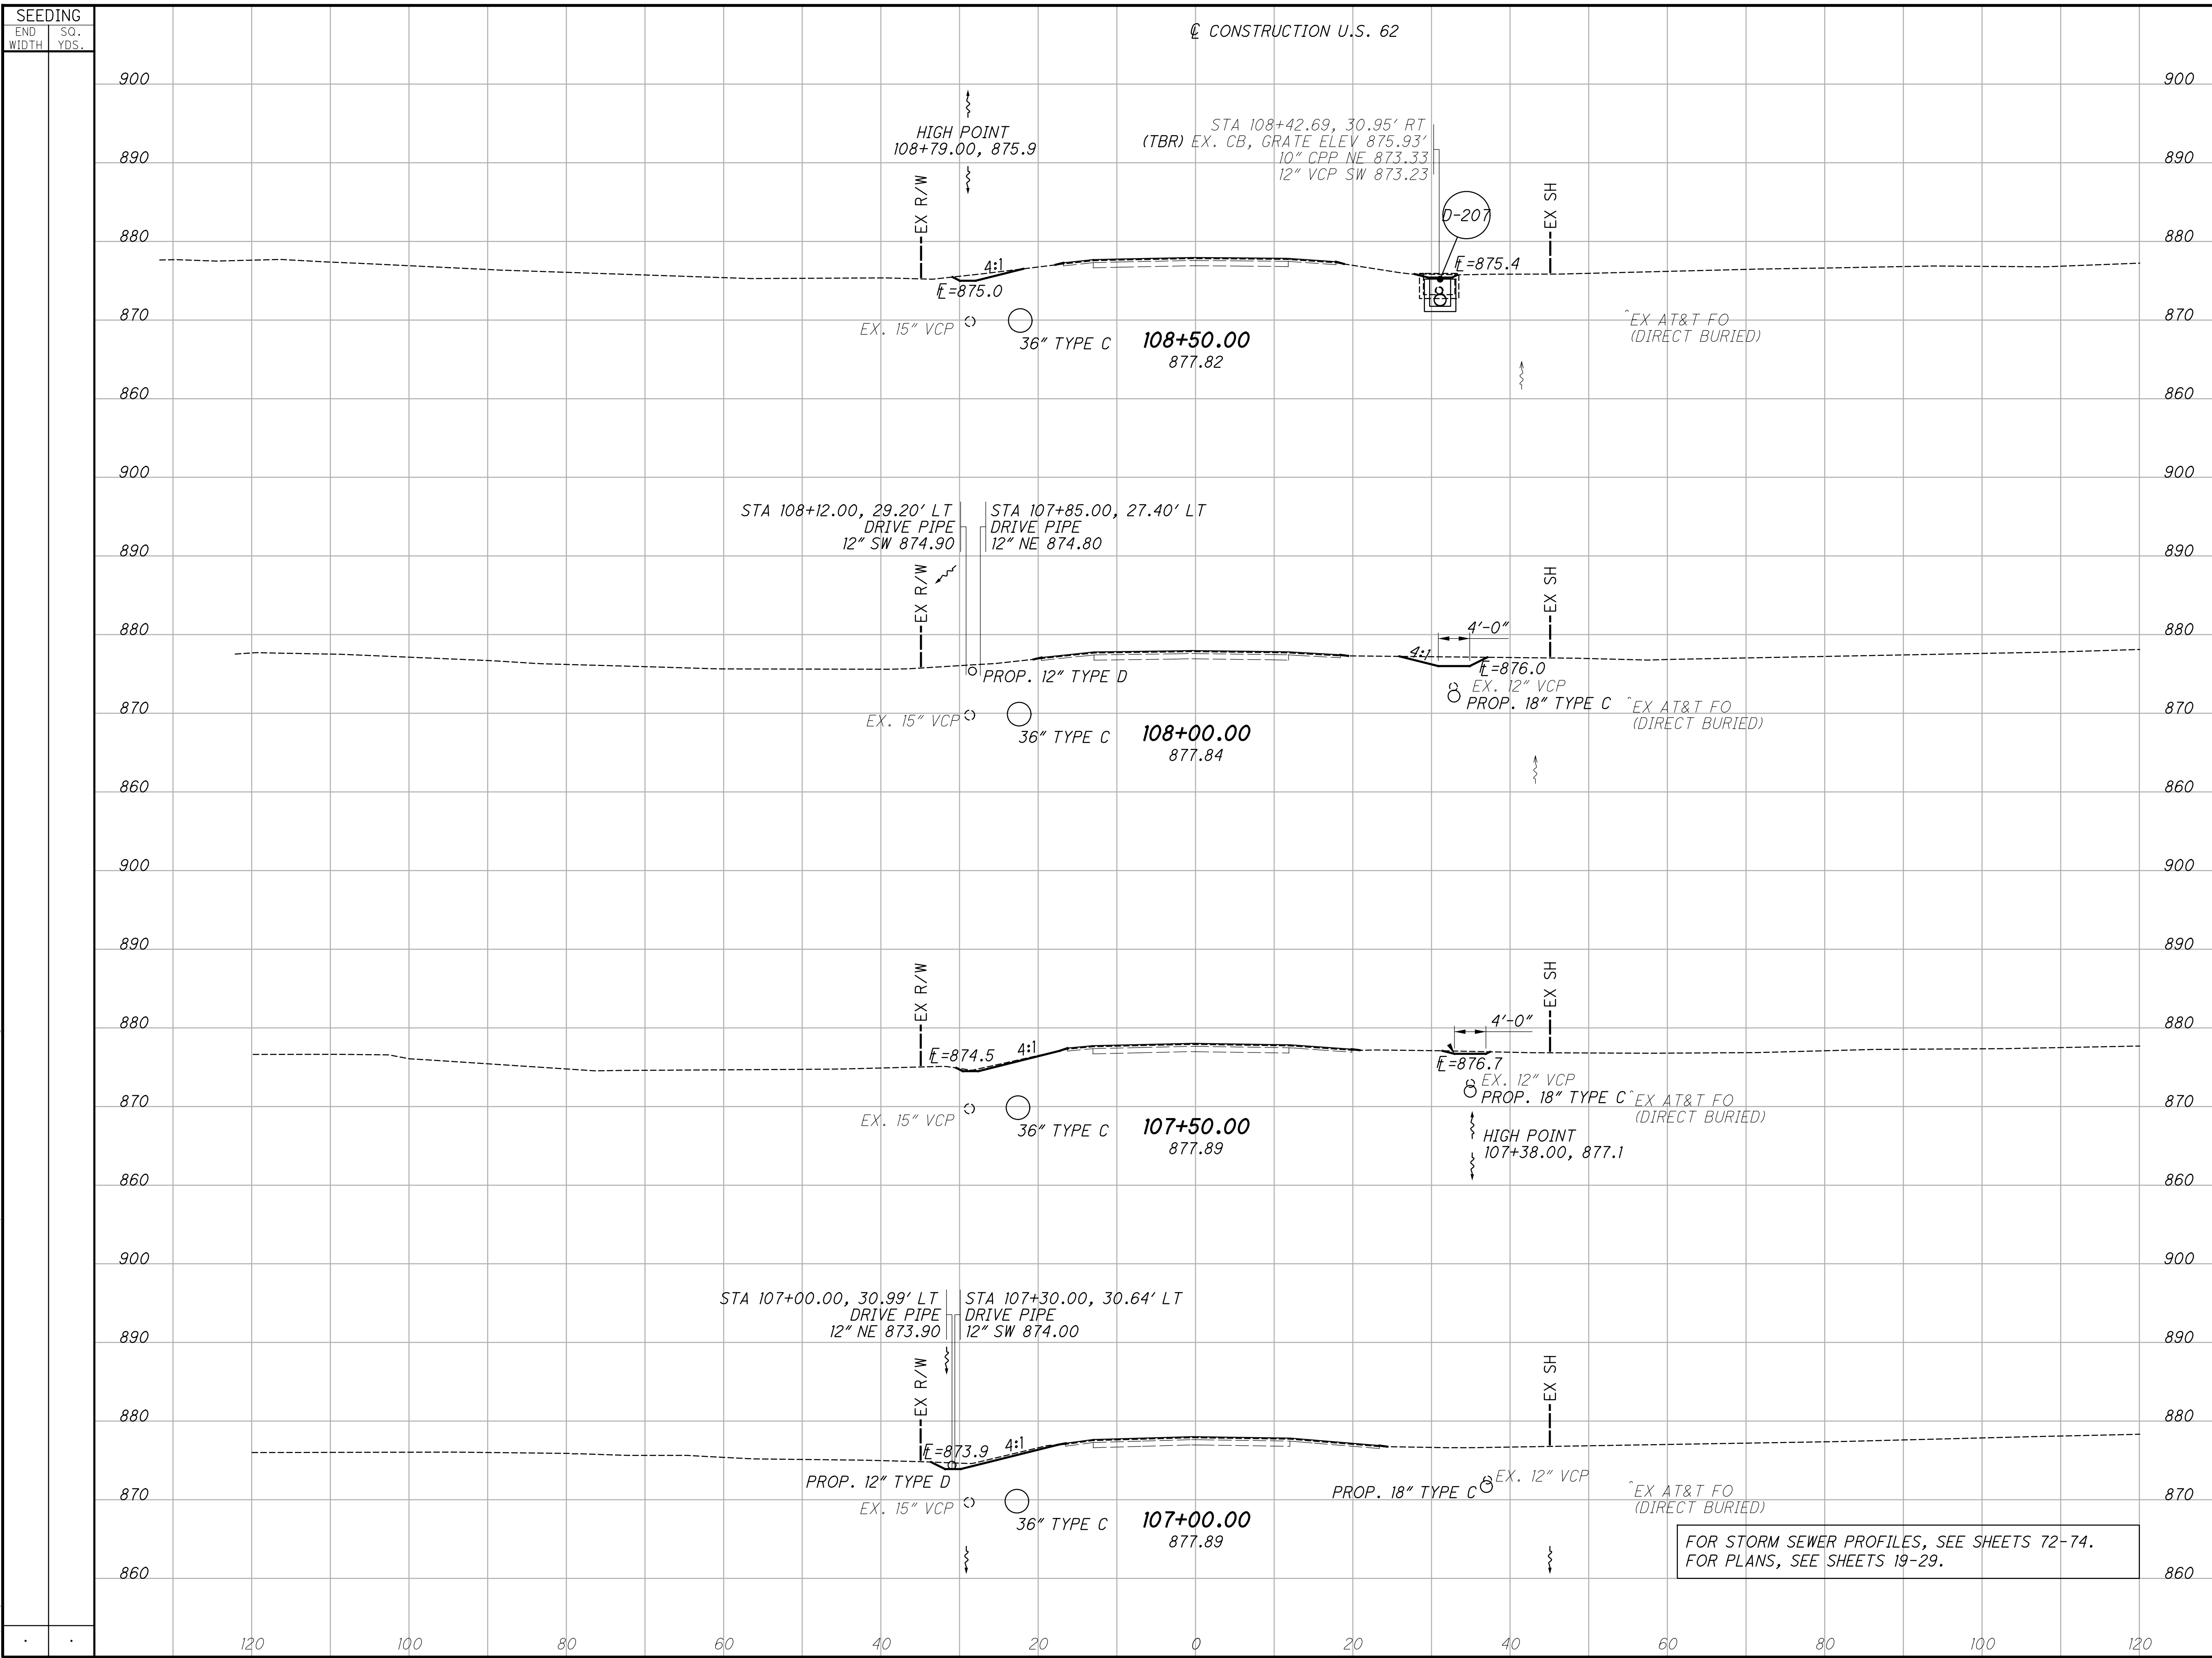 SEEDING
END WIDTH
SQ. YDS.
℄ CONSTRUCTION U.S. 62
900 900
HIGH POINT
108+79.00, 875.9
STA 108+42.69, 30.95' RT
(TBR) EX. CB, GRATE ELEV 875.93'
10" CPP NE 873.33
12" VCP SW 873.23
890 890
EX R/W
D-207
EX SH
880 880
4:1
FL=875.4
FL=875.0
870 870
EX. 15" VCP
36" TYPE C
108+50.00
877.82
EX AT&T FO
(DIRECT BURIED)
860 860
900 900
STA 108+12.00, 29.20' LT
DRIVE PIPE
12" SW 874.90
STA 107+85.00, 27.40' LT
DRIVE PIPE
12" NE 874.80
890 890
EX R/W
EX SH
880 880
4'-0"
4:1
FL=876.0
PROP. 12" TYPE D
EX. 12" VCP
PROP. 18" TYPE C
870 870
EX. 15" VCP
36" TYPE C
108+00.00
877.84
EX AT&T FO
(DIRECT BURIED)
860 860
900 900
890 890
EX R/W
EX SH
880 880
4'-0"
FL=874.5
4:1
FL=876.7
EX. 12" VCP
PROP. 18" TYPE C
870 870
EX. 15" VCP
36" TYPE C
107+50.00
877.89
EX AT&T FO
(DIRECT BURIED)
HIGH POINT
107+38.00, 877.1
860 860
900 900
STA 107+00.00, 30.99' LT
DRIVE PIPE
12" NE 873.90
STA 107+30.00, 30.64' LT
DRIVE PIPE
12" SW 874.00
890 890
EX R/W
EX SH
880 880
FL=873.9
4:1
PROP. 12" TYPE D
EX. 12" VCP
PROP. 18" TYPE C
870 870
EX. 15" VCP
36" TYPE C
107+00.00
877.89
EX AT&T FO
(DIRECT BURIED)
FOR STORM SEWER PROFILES, SEE SHEETS 72-74.
FOR PLANS, SEE SHEETS 19-29.
860 860
120 100 80 60 40 20 0 20 40 60 80 100 120